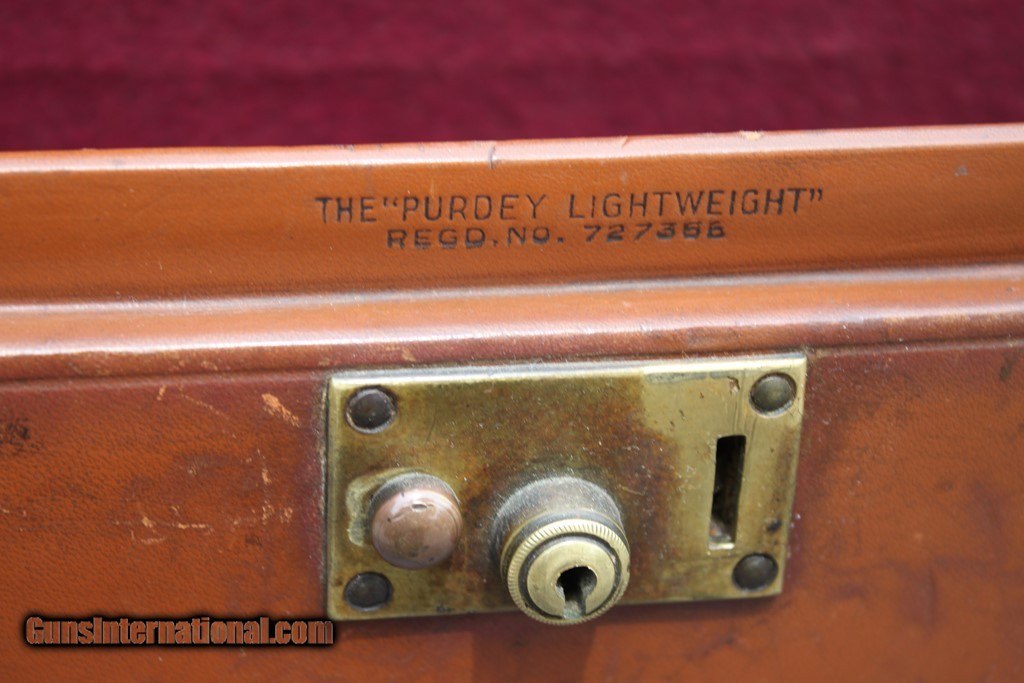 THE "PURDEY LIGHTWEIGHT"
REGD. NO. 727366
GunsInternational.com